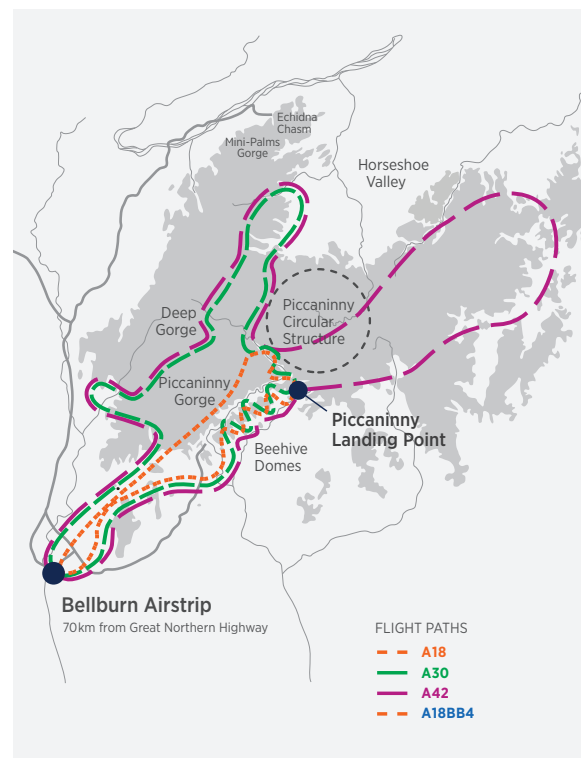 Echidna
Chasm
Mini-Palms
Gorge
Horseshoe
Valley
Deep
Gorge
Piccaninny
Circular
Structure
Piccaninny
Gorge
Piccaninny
Landing Point
Beehive
Domes
Bellburn Airstrip
70km from Great Northern Highway
FLIGHT PATHS
A18
A30
A42
A18BB4